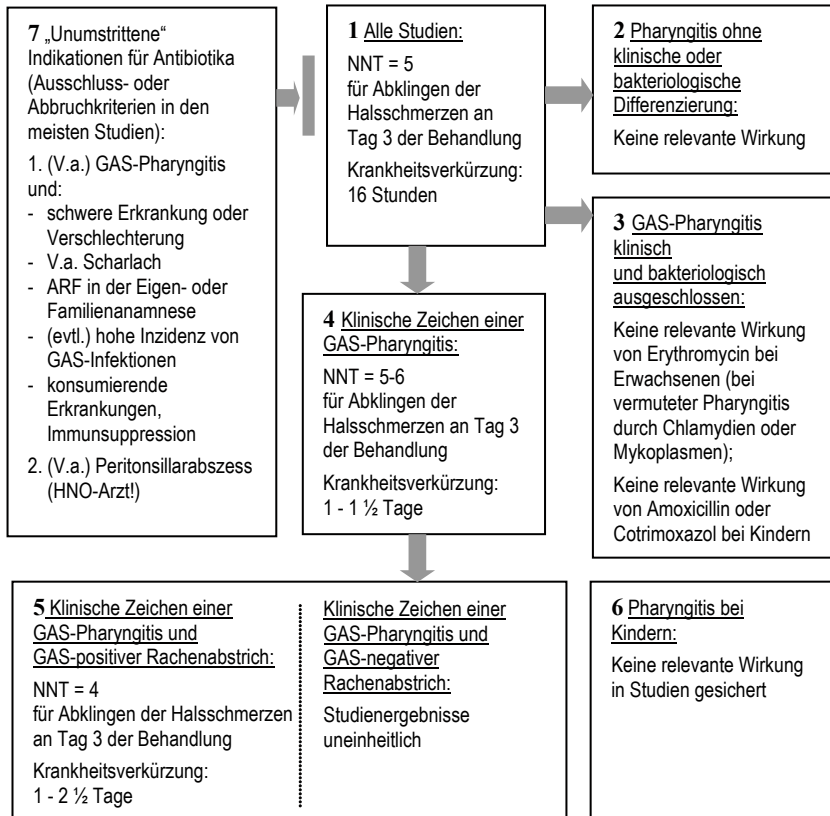 7 „Unumstrittene“
Indikationen für Antibiotika
(Ausschluss- oder
Abbruchkriterien in den
meisten Studien):
1. (V.a.) GAS-Pharyngitis
und:
- schwere Erkrankung oder
Verschlechterung
- V.a. Scharlach
- ARF in der Eigen- oder
Familienanamnese
- (evtl.) hohe Inzidenz von
GAS-Infektionen
- konsumierende
Erkrankungen,
Immunsuppression
2. (V.a.) Peritonsillarabszess
(HNO-Arzt!)
1 Alle Studien:
NNT = 5
für Abklingen der
Halsschmerzen an
Tag 3 der Behandlung
Krankheitsverkürzung:
16 Stunden
2 Pharyngitis ohne
klinische oder
bakteriologische
Differenzierung:
Keine relevante Wirkung
3 GAS-Pharyngitis
klinisch
und bakteriologisch
ausgeschlossen:
Keine relevante Wirkung
von Erythromycin bei
Erwachsenen (bei
vermuteter Pharyngitis
durch Chlamydien oder
Mykoplasmen);
Keine relevante Wirkung
von Amoxicillin oder
Cotrimoxazol bei Kindern
4 Klinische Zeichen einer
GAS-Pharyngitis:
NNT = 5-6
für Abklingen der
Halsschmerzen an Tag 3
der Behandlung
Krankheitsverkürzung:
1 - 1 ½ Tage
5 Klinische Zeichen einer
GAS-Pharyngitis und
GAS-positiver Rachenabstrich:
NNT = 4
für Abklingen der Halsschmerzen
an Tag 3 der Behandlung
Krankheitsverkürzung:
1 - 2 ½ Tage
Klinische Zeichen einer
GAS-Pharyngitis und
GAS-negativer
Rachenabstrich:
Studienergebnisse
uneinheitlich
6 Pharyngitis bei
Kindern:
Keine relevante Wirkung
in Studien gesichert